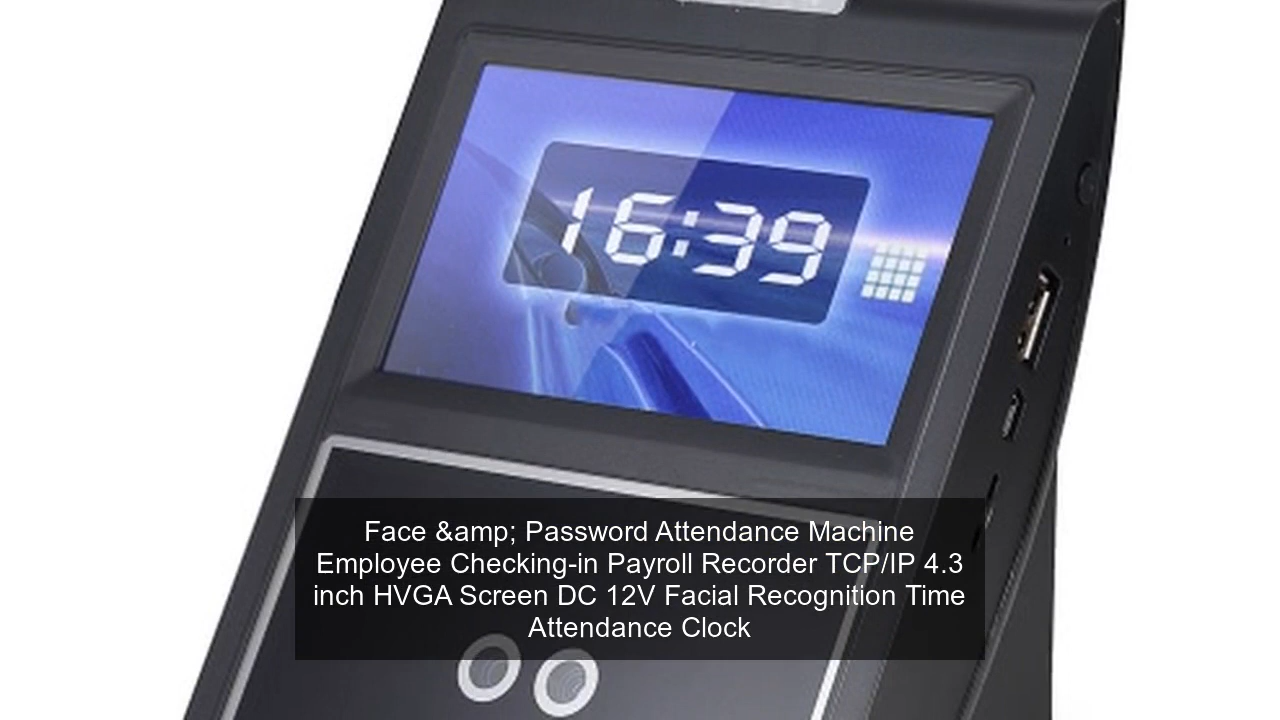 16:39
Face &amp; Password Attendance Machine
Employee Checking-in Payroll Recorder TCP/IP 4.3
inch HVGA Screen DC 12V Facial Recognition Time
Attendance Clock